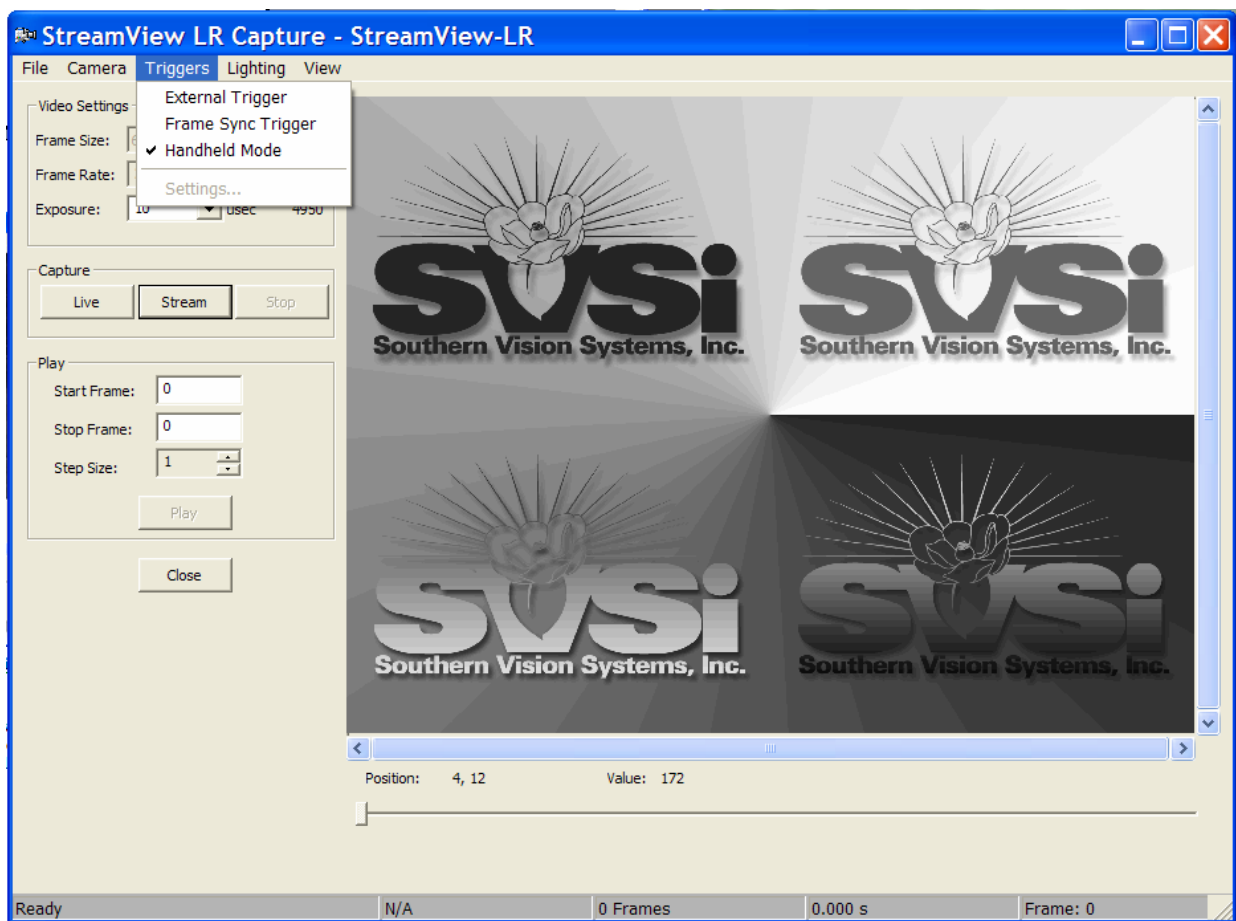 StreamView LR Capture - StreamView-LR
File Camera Triggers Lighting View
External Trigger
Frame Sync Trigger
Handheld Mode
Settings...
Video Settings
Frame Size:
Frame Rate:
Exposure: 10 usec 4950
Capture
Live Stream Stop
Play
Start Frame: 0
Stop Frame: 0
Step Size: 1
Play
Close
SVSi
Southern Vision Systems, Inc.
SVSi
Southern Vision Systems, Inc.
SVSi
Southern Vision Systems, Inc.
SVSi
Southern Vision Systems, Inc.
Position: 4, 12 Value: 172
Ready N/A 0 Frames 0.000 s Frame: 0